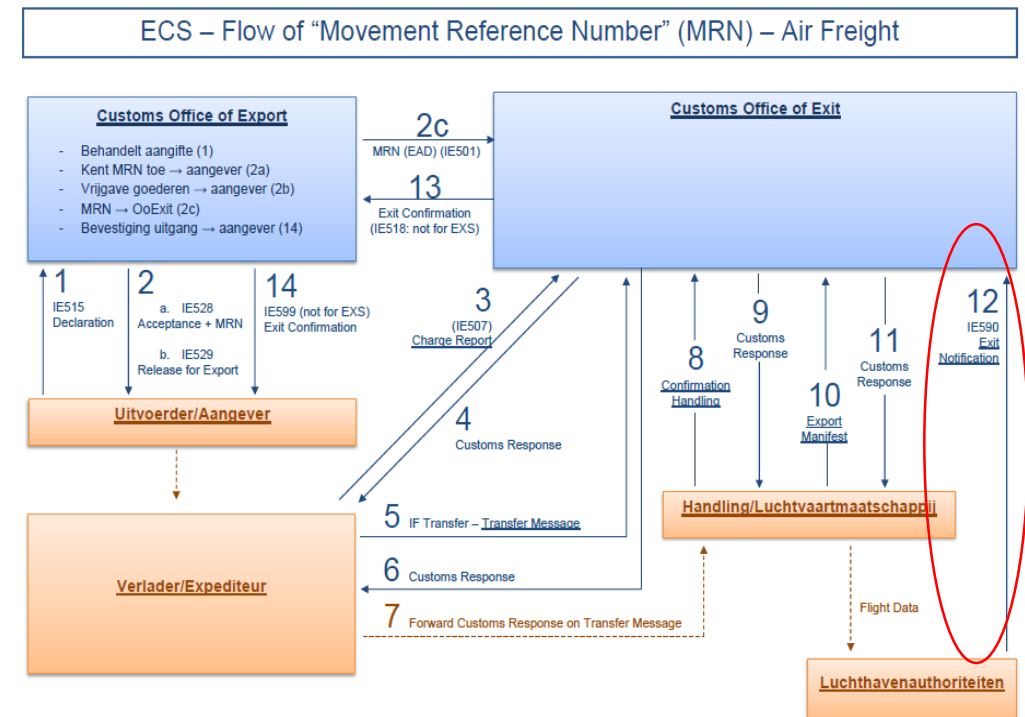 ECS – Flow of “Movement Reference Number” (MRN) – Air Freight
Customs Office of Export
- Behandelt aangifte (1)
- Kent MRN toe → aangever (2a)
- Vrijgave goederen → aangever (2b)
- MRN → OoExit (2c)
- Bevestiging uitgang → aangever (14)
2c
MRN (EAD) (IE501)
13
Exit Confirmation
(IE518: not for EXS)
Customs Office of Exit
1
IE515
Declaration
2
a. IE528
Acceptance + MRN
b. IE529
Release for Export
14
IE599 (not for EXS)
Exit Confirmation
3
(IE507)
Charge Report
4
Customs Response
8
Confirmation
Handling
9
Customs
Response
10
Export
Manifest
11
Customs
Response
12
IE590
Exit
Notification
Uitvoerder/Aangever
5 IF Transfer – Transfer Message
6 Customs Response
7 Forward Customs Response on Transfer Message
Verlader/Expediteur
Handling/Luchtvaartmaatschappij
Flight Data
Luchthavenauthoriteiten